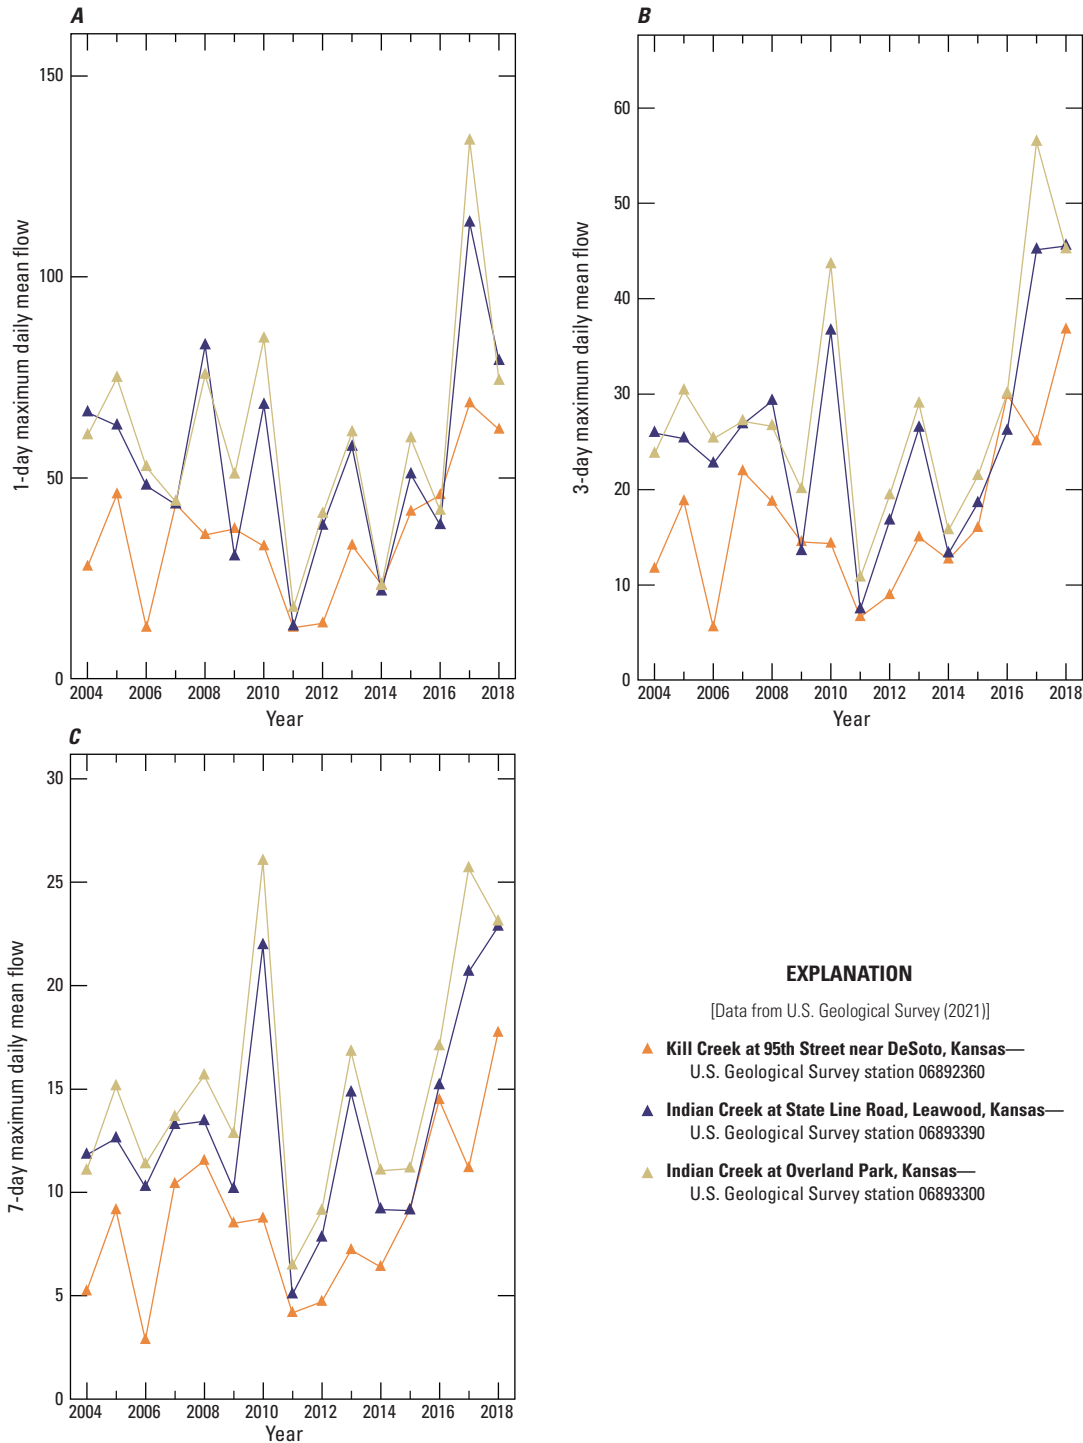 A
1-day maximum daily mean flow
150
100
50
0
2004 2006 2008 2010 2012 2014 2016 2018
Year
B
3-day maximum daily mean flow
60
50
40
30
20
10
0
2004 2006 2008 2010 2012 2014 2016 2018
Year
C
7-day maximum daily mean flow
30
25
20
15
10
5
0
2004 2006 2008 2010 2012 2014 2016 2018
Year
EXPLANATION
[Data from U.S. Geological Survey (2021)]
Kill Creek at 95th Street near DeSoto, Kansas—
U.S. Geological Survey station 06892360
Indian Creek at State Line Road, Leawood, Kansas—
U.S. Geological Survey station 06893390
Indian Creek at Overland Park, Kansas—
U.S. Geological Survey station 06893300